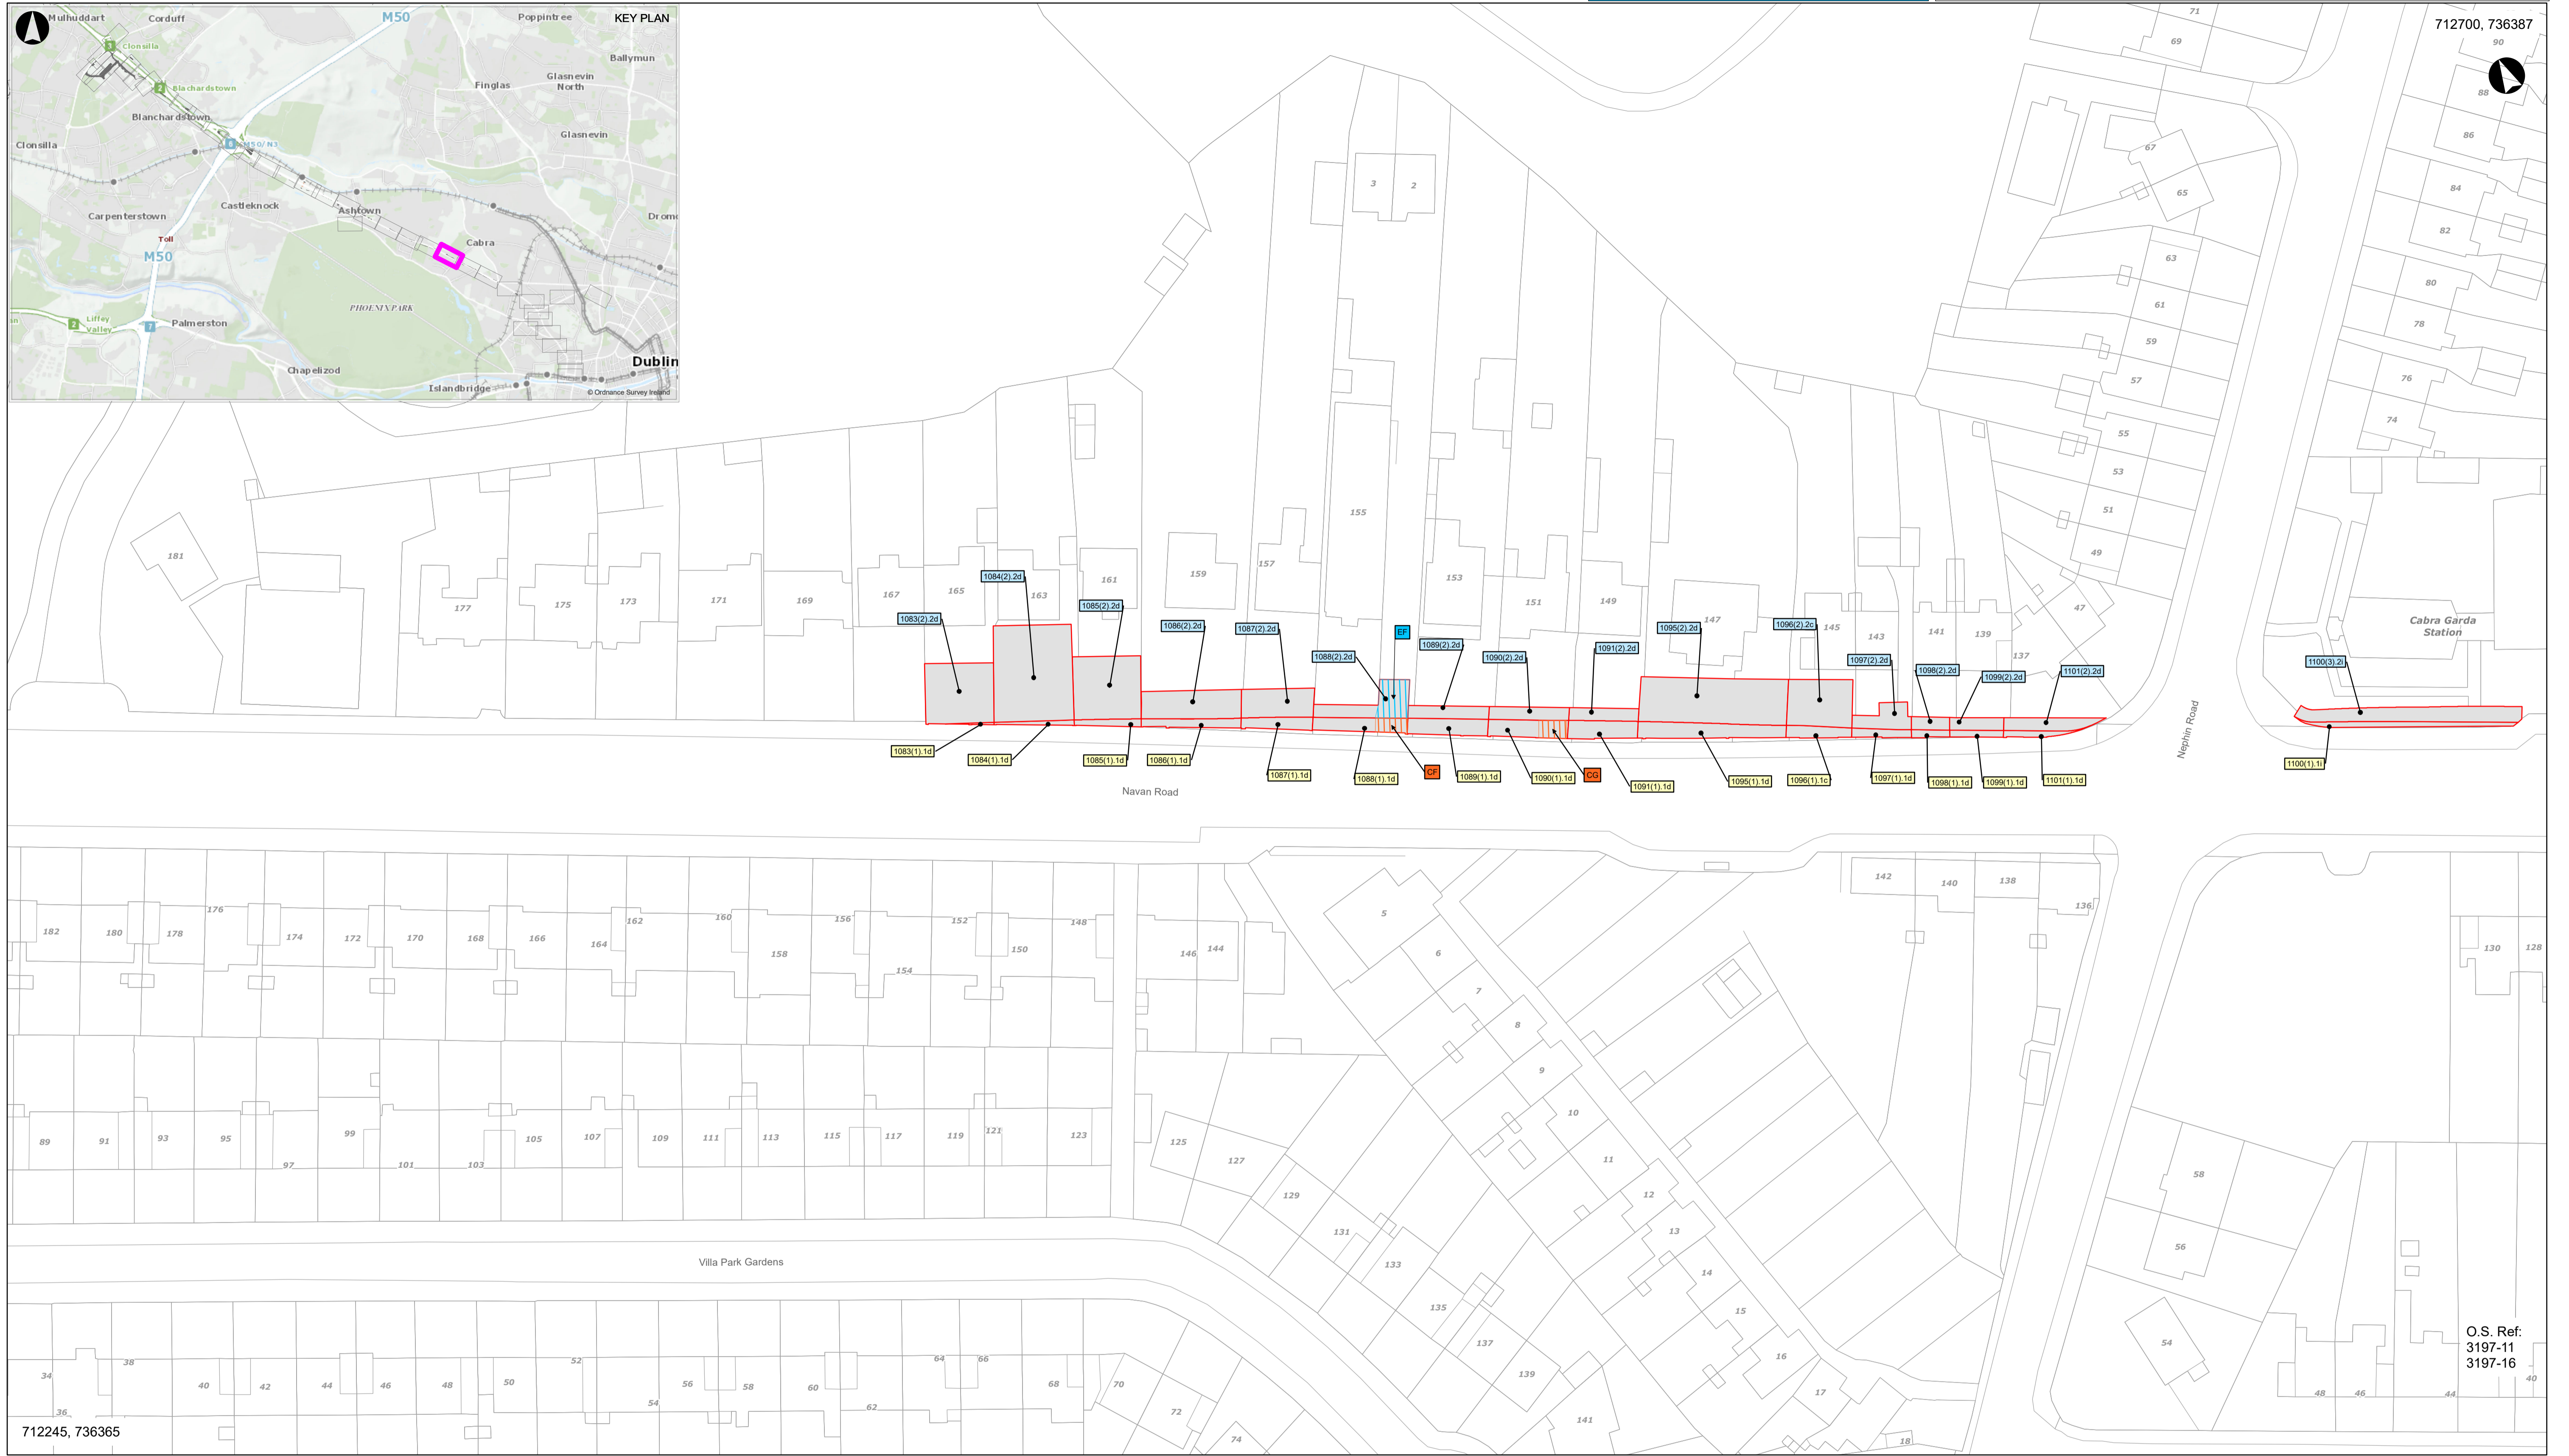 KEY PLAN
Mulhuddart
Corduff
M50
Poppintree
3
Clonsilla
Ballymun
Glasnevin
North
Finglas
2
Blachardstown
Blanchardstown
Glasnevin
Clonsilla
6
M50/N3
Castleknock
Carpenterstown
Ashtown
Cabra
Toll
M50
PHOENIX PARK
Liffey
Valley
2
7
Palmerston
Chapelizod
Dublin
Islandbridge
© Ordnance Survey Ireland
712700, 736387
71
69
90
88
86
84
82
80
78
76
74
67
65
63
61
59
57
55
53
51
49
47
3
2
155
181
177
175
173
171
169
167
165
163
161
159
157
153
151
149
147
145
143
141
139
137
Cabra Garda
Station
1083(2).2d
1084(2).2d
1085(2).2d
1086(2).2d
1087(2).2d
1088(2).2d
EF
1089(2).2d
1090(2).2d
1091(2).2d
1095(2).2d
1096(2).2c
1097(2).2d
1098(2).2d
1099(2).2d
1101(2).2d
1100(3).2i
1083(1).1d
1084(1).1d
1085(1).1d
1086(1).1d
1087(1).1d
1088(1).1d
CF
1089(1).1d
1090(1).1d
CG
1091(1).1d
1095(1).1d
1096(1).1c
1097(1).1d
1098(1).1d
1099(1).1d
1101(1).1d
1100(1).1i
Navan Road
Nephin Road
182
180
178
176
174
172
170
168
166
164
162
160
158
156
154
152
150
148
146
144
5
6
7
8
9
10
11
12
13
14
15
16
17
18
142
140
138
136
130
128
89
91
93
95
97
99
101
103
105
107
109
111
113
115
117
119
121
123
125
127
129
131
133
135
137
139
141
58
56
54
Villa Park Gardens
34
36
38
40
42
44
46
48
50
52
54
56
58
60
62
64
66
68
70
72
74
48
46
44
40
O.S. Ref:
3197-11
3197-16
712245, 736365